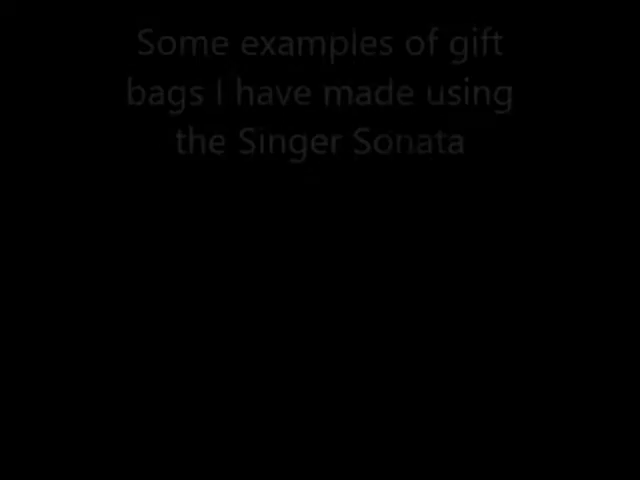 Some examples of gift
bags I have made using
the Singer Sonata